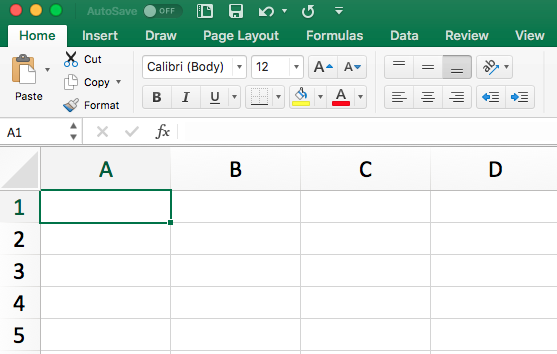 AutoSave OFF
Home Insert Draw Page Layout Formulas Data Review View
Paste
Cut
Copy
Format
Calibri (Body) 12 A A
B I U A
A1 fx
A B C D
1
2
3
4
5